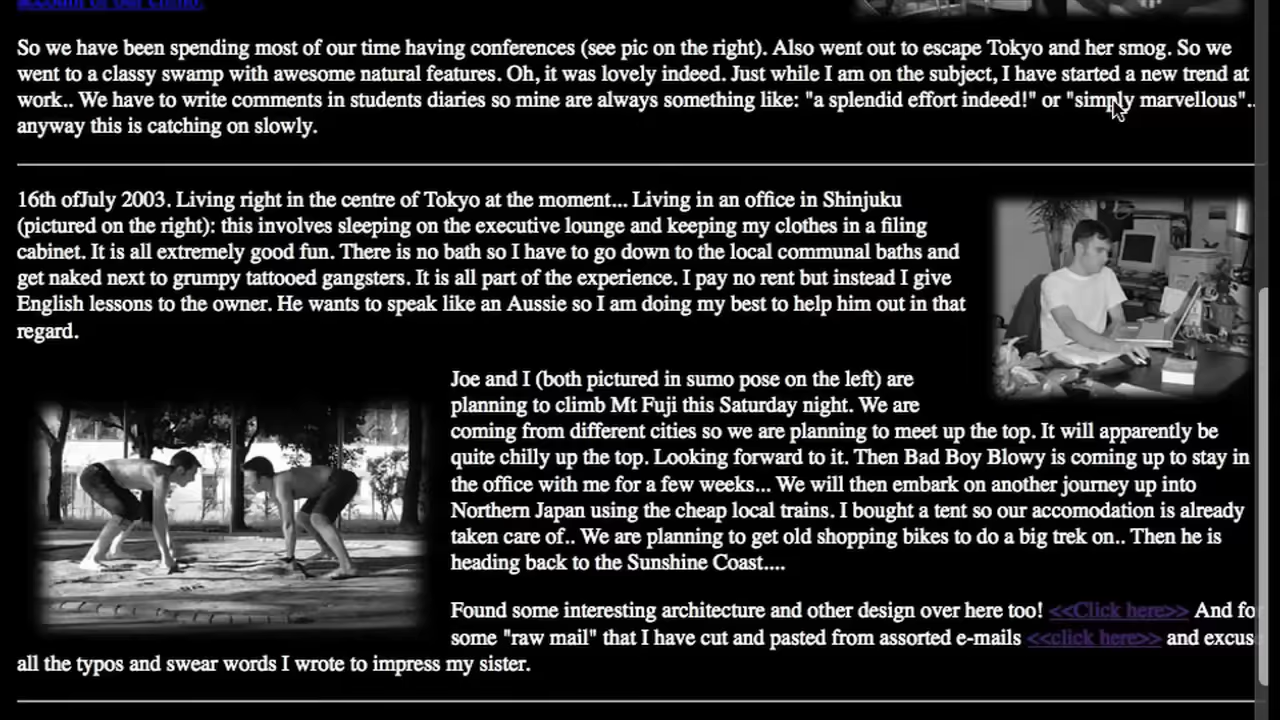 account of our climb.
So we have been spending most of our time having conferences (see pic on the right). Also went out to escape Tokyo and her smog. So we
went to a classy swamp with awesome natural features. Oh, it was lovely indeed. Just while I am on the subject, I have started a new trend at
work.. We have to write comments in students diaries so mine are always something like: "a splendid effort indeed!" or "simply marvellous"..
anyway this is catching on slowly.
16th ofJuly 2003. Living right in the centre of Tokyo at the moment... Living in an office in Shinjuku
(pictured on the right): this involves sleeping on the executive lounge and keeping my clothes in a filing
cabinet. It is all extremely good fun. There is no bath so I have to go down to the local communal baths and
get naked next to grumpy tattooed gangsters. It is all part of the experience. I pay no rent but instead I give
English lessons to the owner. He wants to speak like an Aussie so I am doing my best to help him out in that
regard.
Joe and I (both pictured in sumo pose on the left) are
planning to climb Mt Fuji this Saturday night. We are
coming from different cities so we are planning to meet up the top. It will apparently be
quite chilly up the top. Looking forward to it. Then Bad Boy Blowy is coming up to stay in
the office with me for a few weeks... We will then embark on another journey up into
Northern Japan using the cheap local trains. I bought a tent so our accomodation is already
taken care of.. We are planning to get old shopping bikes to do a big trek on.. Then he is
heading back to the Sunshine Coast....
Found some interesting architecture and other design over here too! <<Click here>> And for
some "raw mail" that I have cut and pasted from assorted e-mails <<click here>> and excus
all the typos and swear words I wrote to impress my sister.